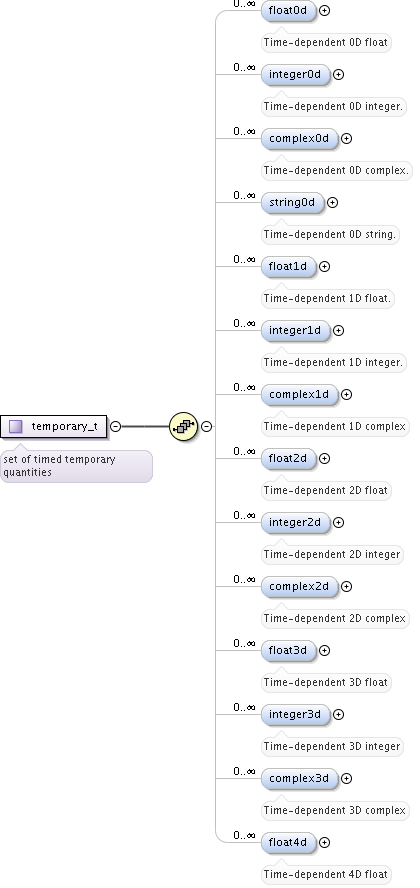 0..∞
float0d
Time-dependent 0D float
0..∞
integer0d
Time-dependent 0D integer.
0..∞
complex0d
Time-dependent 0D complex.
0..∞
string0d
Time-dependent 0D string.
0..∞
float1d
Time-dependent 1D float.
0..∞
integer1d
Time-dependent 1D integer.
0..∞
complex1d
Time-dependent 1D complex
temporary_t
set of timed temporary
quantities
0..∞
float2d
Time-dependent 2D float
0..∞
integer2d
Time-dependent 2D integer
0..∞
complex2d
Time-dependent 2D complex
0..∞
float3d
Time-dependent 3D float
0..∞
integer3d
Time-dependent 3D integer
0..∞
complex3d
Time-dependent 3D complex
0..∞
float4d
Time-dependent 4D float